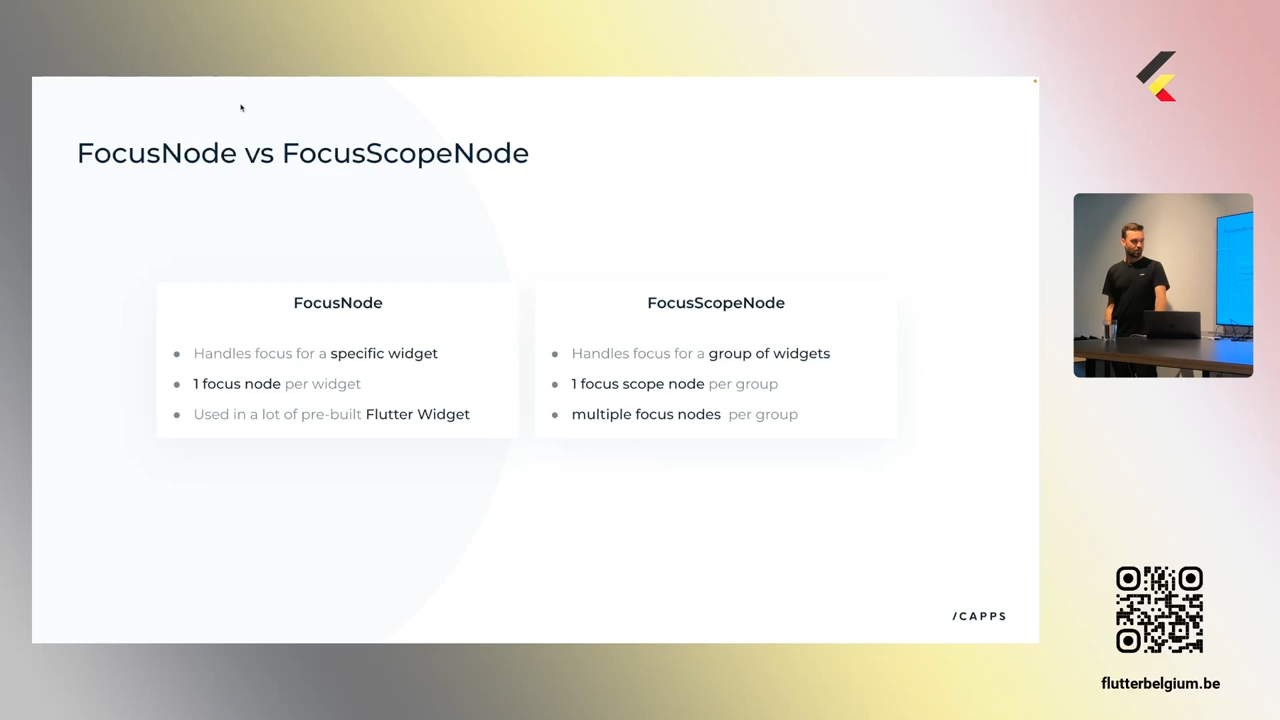 FocusNode vs FocusScopeNode
FocusNode
Handles focus for a specific widget
1 focus node per widget
Used in a lot of pre-built Flutter Widget
FocusScopeNode
Handles focus for a group of widgets
1 focus scope node per group
multiple focus nodes per group
/CAPPS
flutterbelgium.be